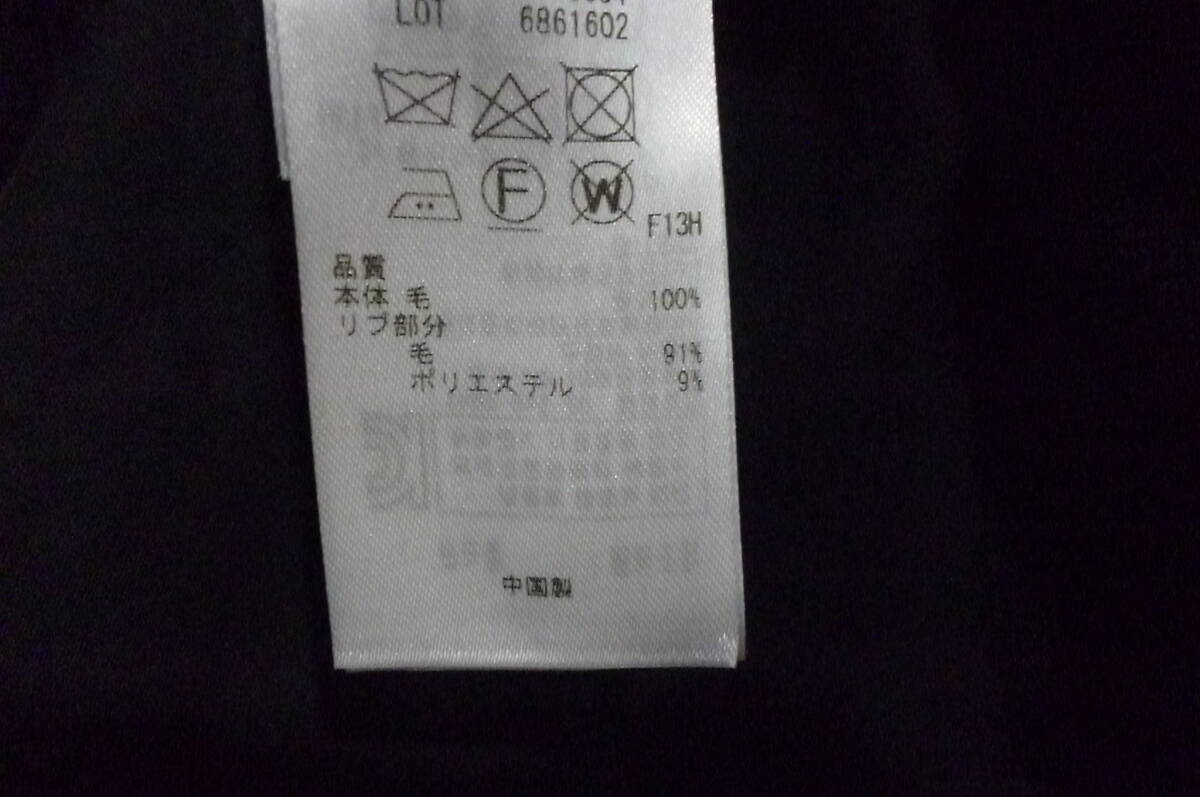 LOT 6861602
F
W
F13H
品質
本体 毛 100%
リブ部分
毛 91%
ポリエステル 9%
中国製